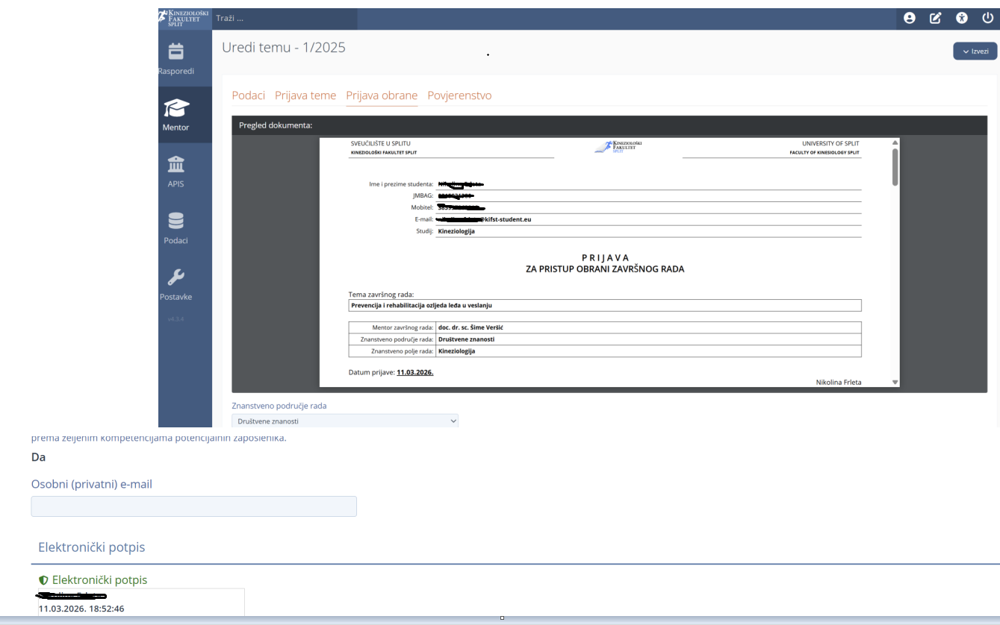 KINEZIOLOŠKI
FAKULTET
SPLIT
Traži ...
Rasporedi
Mentor
APIS
Podaci
Postavke
v4.3.4
Uredi temu - 1/2025
Izvezi
Podaci Prijava teme Prijava obrane Povjerenstvo
Pregled dokumenta:
SVEUČILIŠTE U SPLITU
KINEZIOLOŠKI FAKULTET SPLIT
KINEZIOLOŠKI
FAKULTET
SPLIT
UNIVERSITY OF SPLIT
FACULTY OF KINESIOLOGY SPLIT
Ime i prezime studenta:
JMBAG:
Mobitel:
E-mail: @kifst-student.eu
Studij: Kineziologija
P R I J A V A
ZA PRISTUP OBRANI ZAVRŠNOG RADA
Tema završnog rada:
Prevencija i rehabilitacija ozljeda leđa u veslanju
Mentor završnog rada: doc. dr. sc. Šime Veršić
Znanstveno područje rada: Društvene znanosti
Znanstveno polje rada: Kineziologija
Datum prijave: 11.03.2026.
Nikolina Frleta
Znanstveno područje rada
Društvene znanosti
prema željenim kompetencijama potencijalnih zaposlenika.
Da
Osobni (privatni) e-mail
Elektronički potpis
Elektronički potpis
11.03.2026. 18:52:46